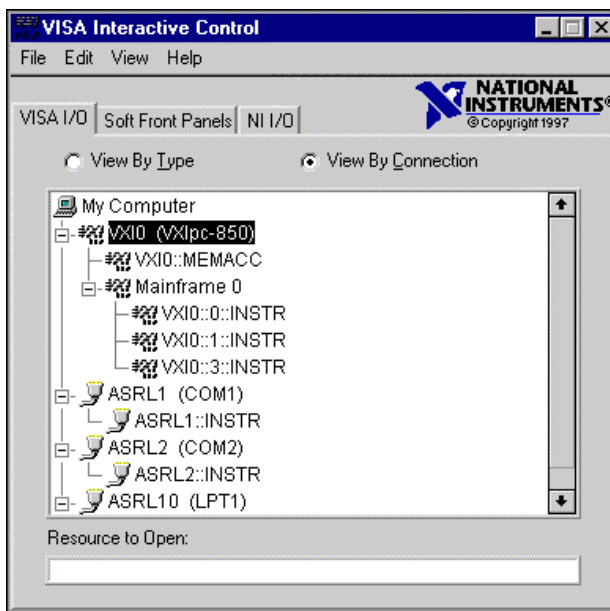 VISA Interactive Control
File Edit View Help
NATIONAL
INSTRUMENTS®
© Copyright 1997
VISA I/O Soft Front Panels NI I/O
View By Type View By Connection
My Computer
VXI0 (VXIpc-850)
VXI0::MEMACC
Mainframe 0
VXI0::0::INSTR
VXI0::1::INSTR
VXI0::3::INSTR
ASRL1 (COM1)
ASRL1::INSTR
ASRL2 (COM2)
ASRL2::INSTR
ASRL10 (LPT1)
Resource to Open: